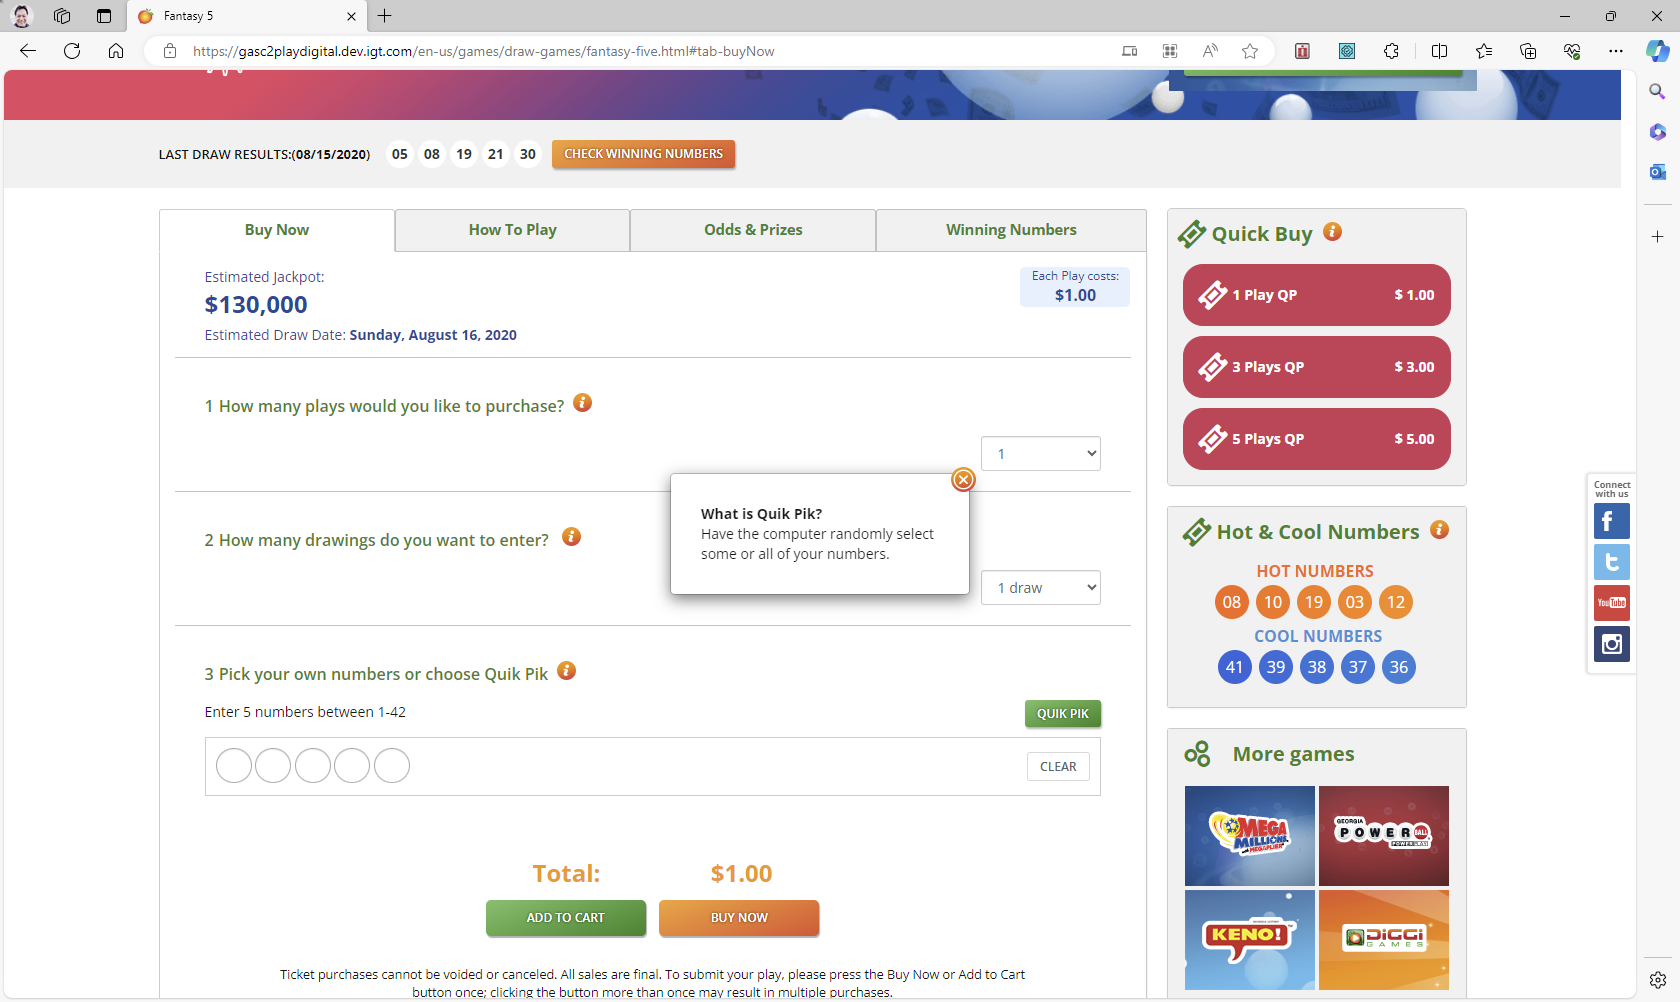 Fantasy 5
https://gasc2playdigital.dev.igt.com/en-us/games/draw-games/fantasy-five.html#tab-buyNow
LAST DRAW RESULTS:(08/15/2020) 05 08 19 21 30 CHECK WINNING NUMBERS
Buy Now How To Play Odds & Prizes Winning Numbers
Estimated Jackpot:
$130,000
Estimated Draw Date: Sunday, August 16, 2020
Each Play costs:
$1.00
1 How many plays would you like to purchase?
1
2 How many drawings do you want to enter?
1 draw
What is Quik Pik?
Have the computer randomly select
some or all of your numbers.
3 Pick your own numbers or choose Quik Pik
Enter 5 numbers between 1-42
QUIK PIK
CLEAR
Total: $1.00
ADD TO CART BUY NOW
Ticket purchases cannot be voided or canceled. All sales are final. To submit your play, please press the Buy Now or Add to Cart
button once; clicking the button more than once may result in multiple purchases.
Quick Buy
1 Play QP $ 1.00
3 Plays QP $ 3.00
5 Plays QP $ 5.00
Hot & Cool Numbers
HOT NUMBERS
08 10 19 03 12
COOL NUMBERS
41 39 38 37 36
More games
MEGA
MILLIONS
MEGAPLIER
GEORGIA
POWERBALL
POWERPLAY
KENO!
DiGGi
GAMES
Connect
with us
YouTube